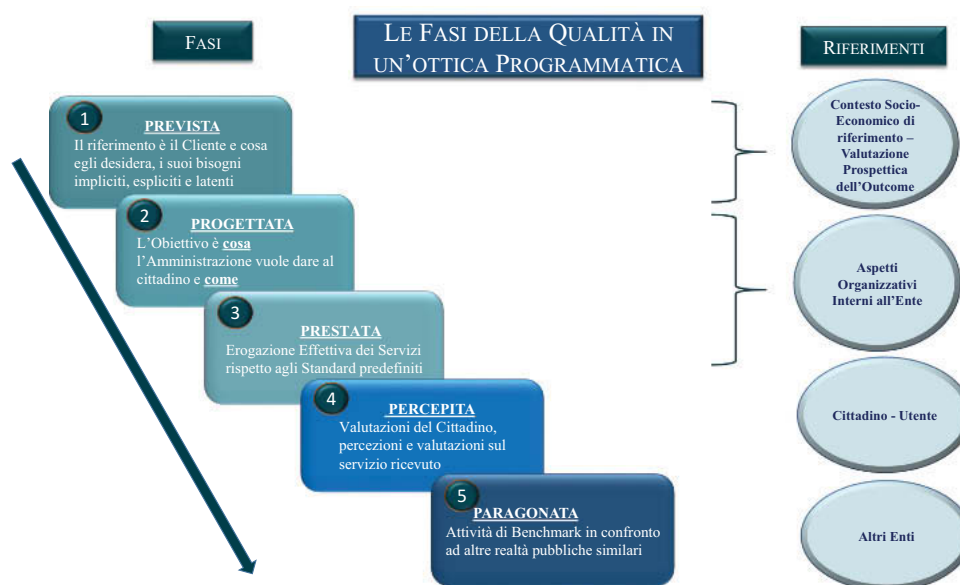 FASI
LE FASI DELLA QUALITÀ IN
UN'OTTICA PROGRAMMATICA
RIFERIMENTI
1
PREVISTA
Il riferimento è il Cliente e cosa
egli desidera, i suoi bisogni
impliciti, espliciti e latenti
2
PROGETTATA
L'Obiettivo è cosa
l'Amministrazione vuole dare al
cittadino e come
3
PRESTATA
Erogazione Effettiva dei Servizi
rispetto agli Standard predefiniti
4
PERCEPITA
Valutazioni del Cittadino,
percezioni e valutazioni sul
servizio ricevuto
5
PARAGONATA
Attività di Benchmark in confronto
ad altre realtà pubbliche similari
Contesto Socio-
Economico di
riferimento –
Valutazione
Prospettica
dell'Outcome
Aspetti
Organizzativi
Interni all'Ente
Cittadino - Utente
Altri Enti